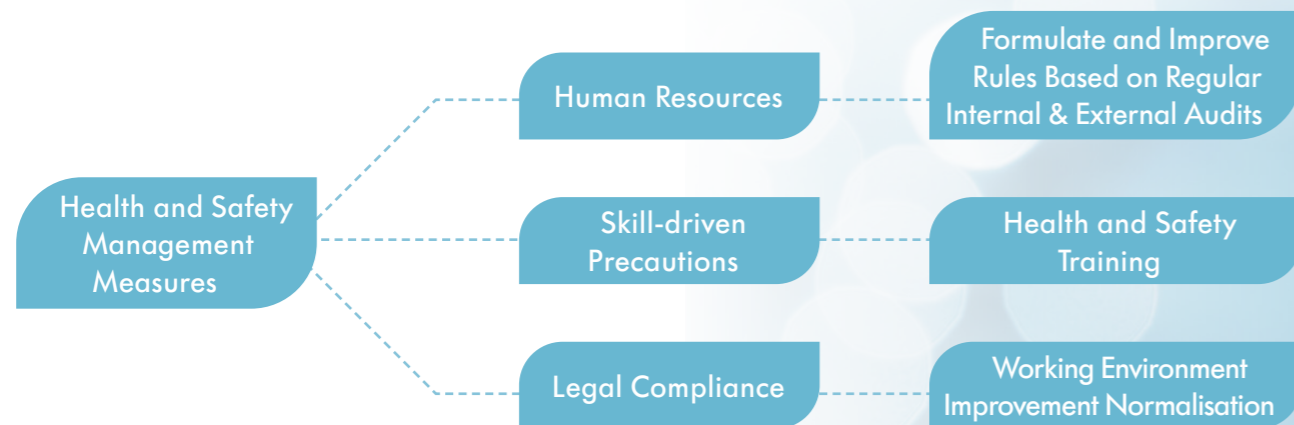 Health and Safety
Management
Measures
Human Resources
Formulate and Improve
Rules Based on Regular
Internal & External Audits
Skill-driven
Precautions
Health and Safety
Training
Legal Compliance
Working Environment
Improvement Normalisation